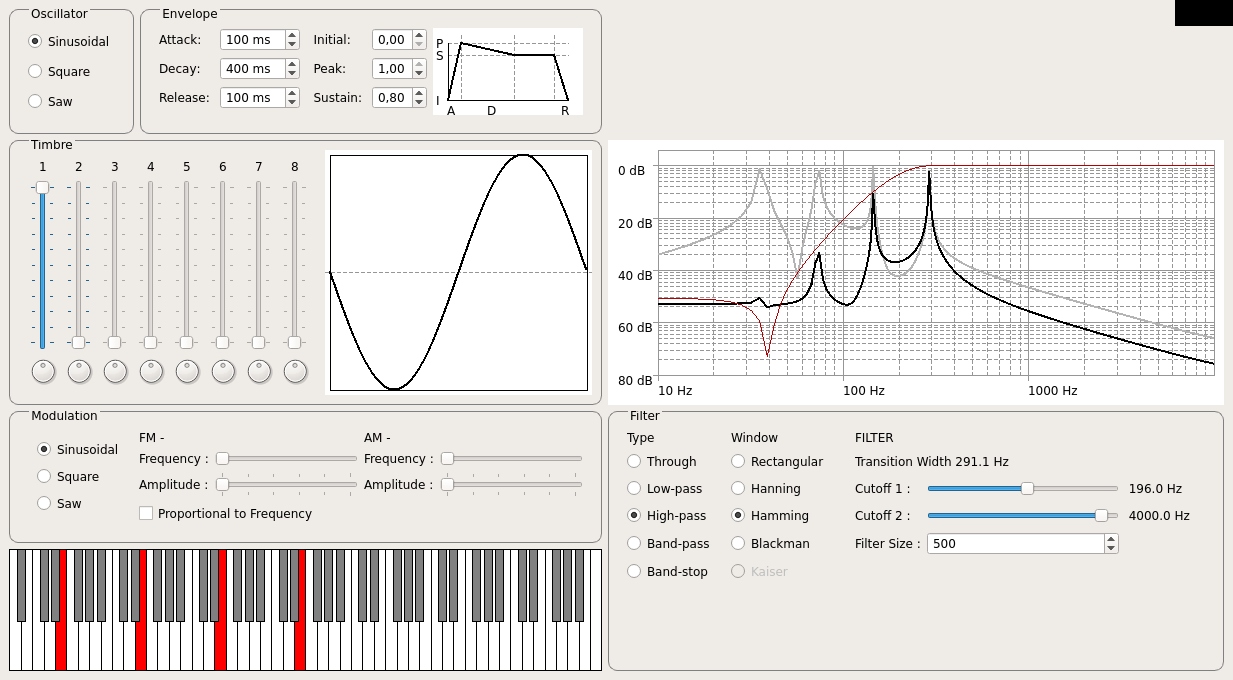 Oscillator
Sinusoidal
Square
Saw
Envelope
Attack: 100 ms Initial: 0,00
Decay: 400 ms Peak: 1,00
Release: 100 ms Sustain: 0,80
P
S
I
A D R
Timbre
1 2 3 4 5 6 7 8
0 dB
20 dB
40 dB
60 dB
80 dB
10 Hz 100 Hz 1000 Hz
Modulation
Sinusoidal
Square
Saw
FM - AM -
Frequency : Frequency :
Amplitude : Amplitude :
Proportional to Frequency
Filter
Type Window FILTER
Through Rectangular Transition Width 291.1 Hz
Low-pass Hanning Cutoff 1 : 196.0 Hz
High-pass Hamming Cutoff 2 : 4000.0 Hz
Band-pass Blackman Filter Size : 500
Band-stop Kaiser